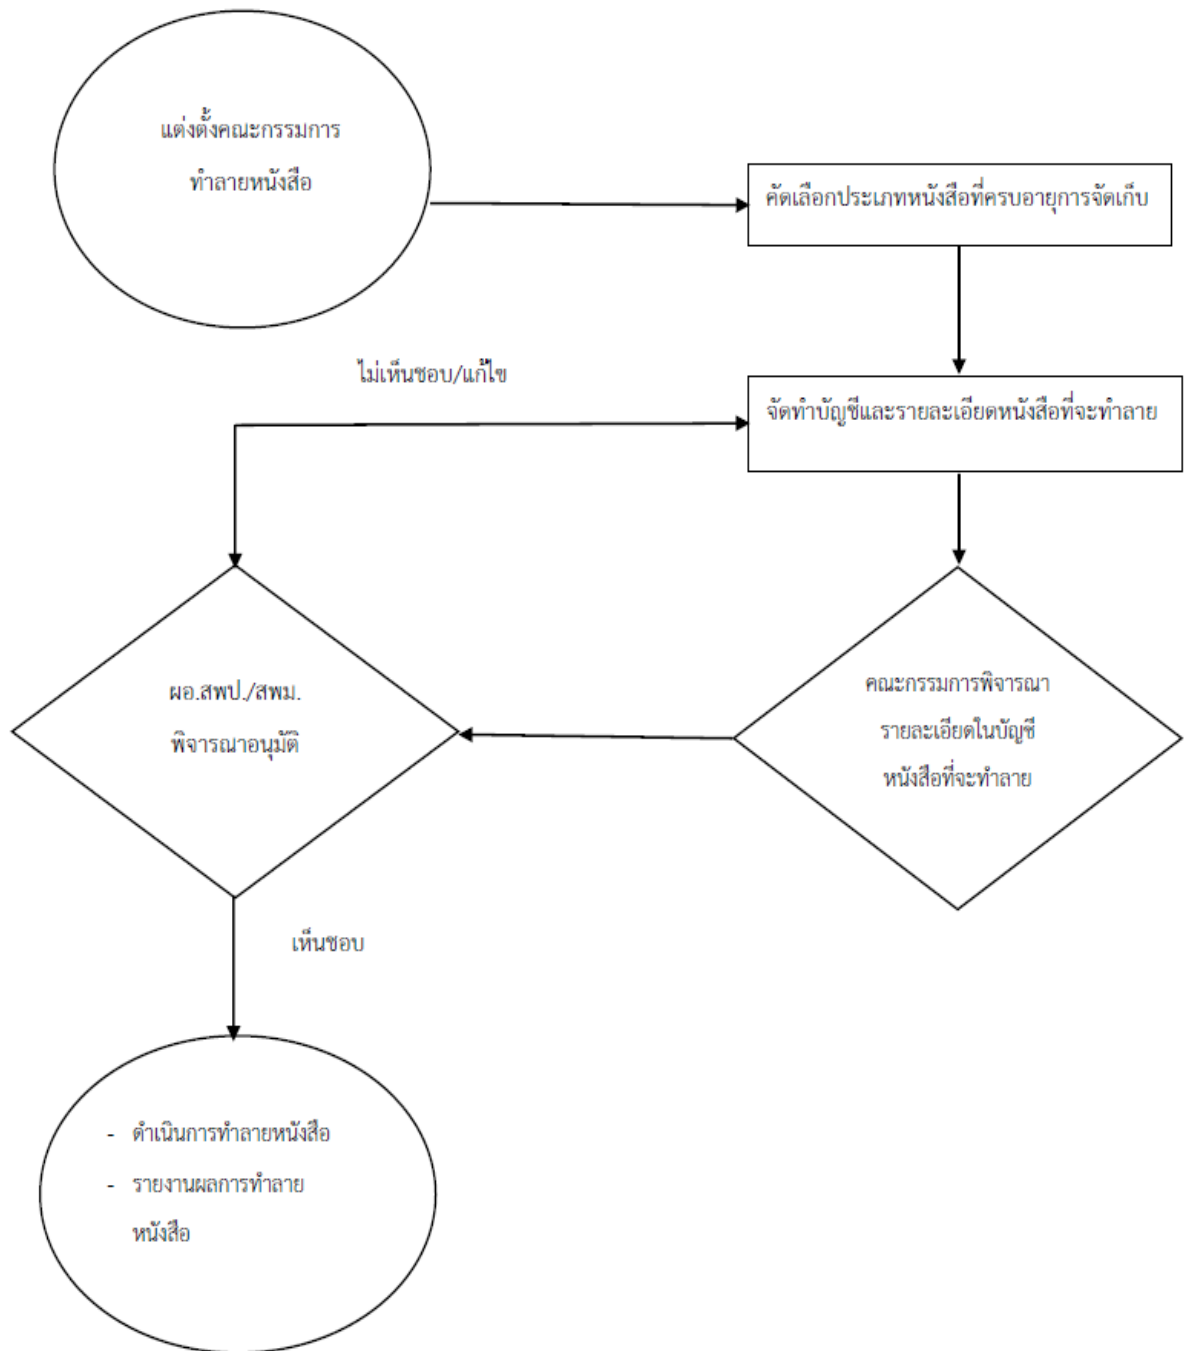 แต่งตั้งคณะกรรมการ
ทำลายหนังสือ
คัดเลือกประเภทหนังสือที่ครบอายุการจัดเก็บ
ไม่เห็นชอบ/แก้ไข
จัดทำบัญชีและรายละเอียดหนังสือที่จะทำลาย
คณะกรรมการพิจารณา
รายละเอียดในบัญชี
หนังสือที่จะทำลาย
ผอ.สพป./สพม.
พิจารณาอนุมัติ
เห็นชอบ
- ดำเนินการทำลายหนังสือ
- รายงานผลการทำลาย
หนังสือ